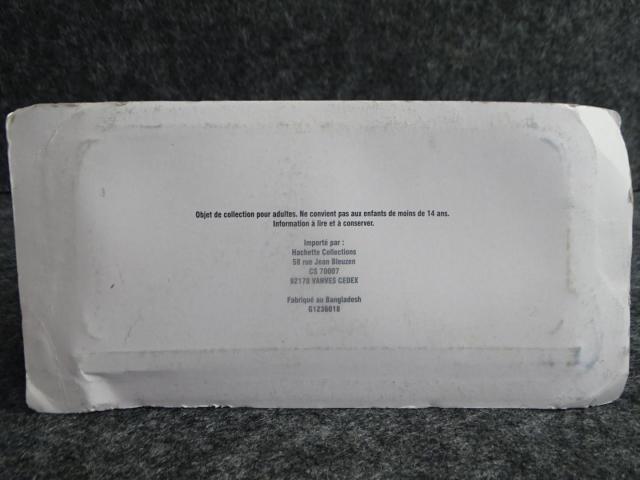 Objet de collection pour adultes. Ne convient pas aux enfants de moins de 14 ans.
Information à lire et à conserver.
Importé par :
Hachette Collections
58 rue Jean Bleuzen
CS 70007
92178 VANVES CEDEX
Fabriqué au Bangladesh
G1236018